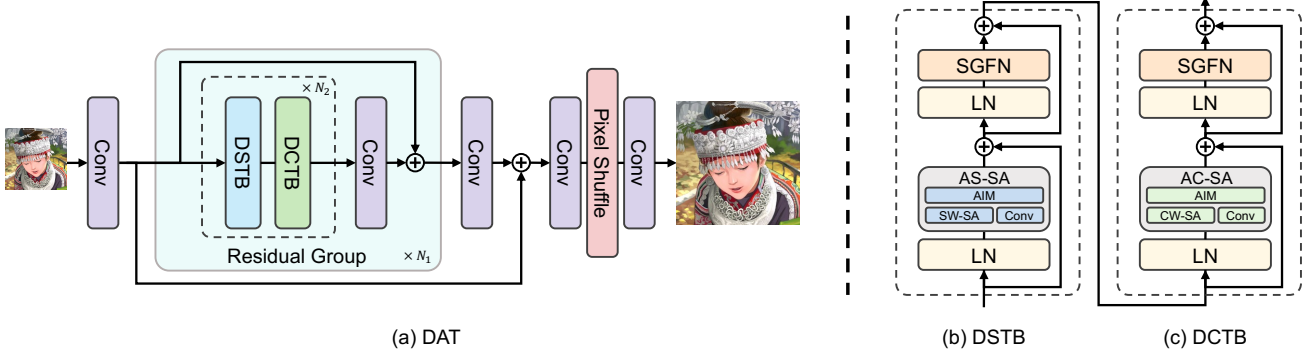 Conv
DSTB
DCTB
× N₂
Conv
Residual Group
× N₁
Conv
Conv
Pixel Shuffle
Conv
(a) DAT
SGFN
LN
AS-SA
AIM
SW-SA
Conv
LN
(b) DSTB
SGFN
LN
AC-SA
AIM
CW-SA
Conv
LN
(c) DCTB